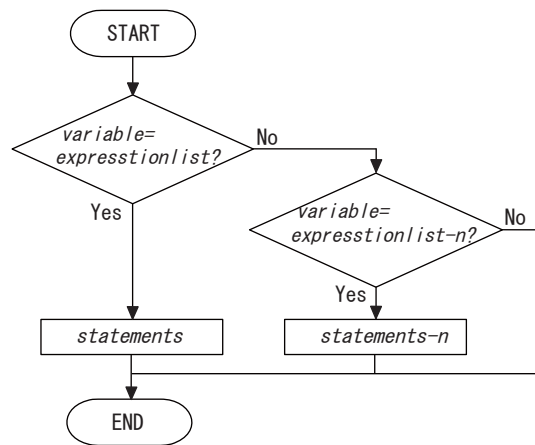 START
variable=
expresstionlist?
No
Yes
variable=
expresstionlist-n?
No
Yes
statements
statements-n
END